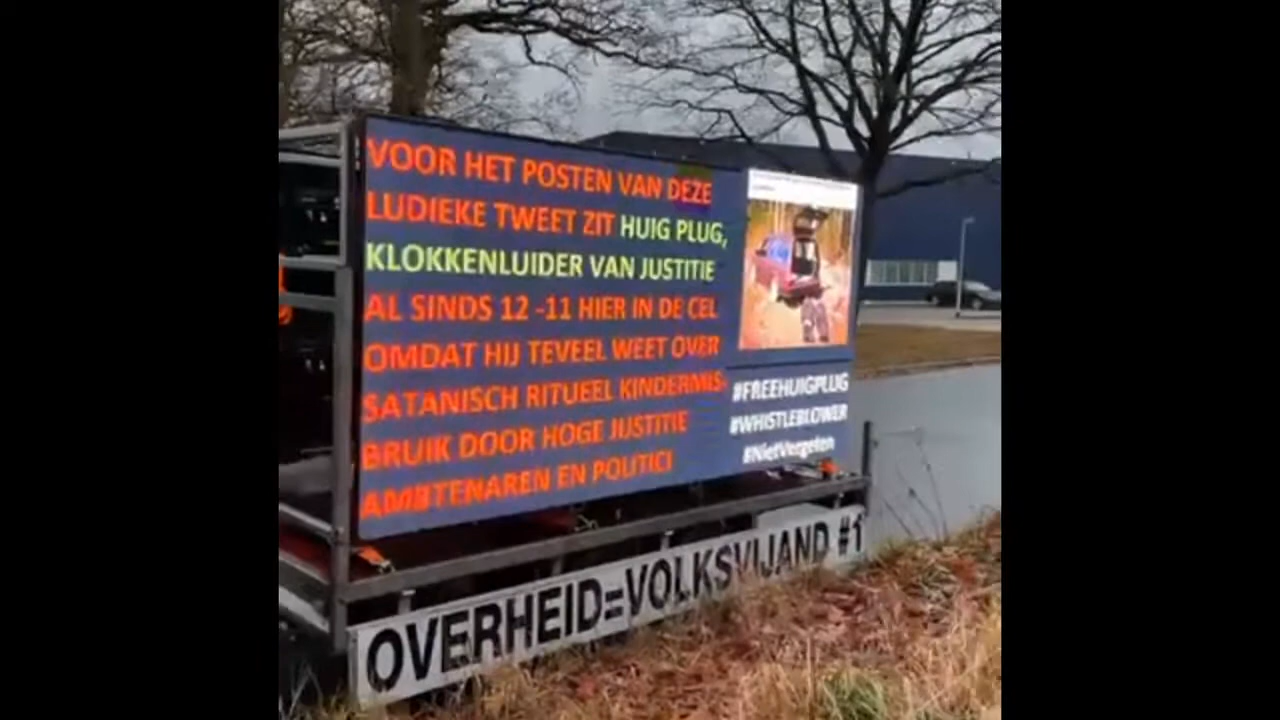 VOOR HET POSTEN VAN DEZE
LUDIEKE TWEET ZIT HUIG PLUG,
KLOKKENLUIDER VAN JUSTITIE
AL SINDS 12 -11 HIER IN DE CEL
OMDAT HIJ TEVEEL WEET OVER
SATANISCH RITUEEL KINDERMIS-
BRUIK DOOR HOGE JUSTITIE
AMBTENAREN EN POLITICI
#FREEHUIGPLUG
#WHISTLEBLOWER
#NietVergeten
OVERHEID=VOLKSVIJAND #1